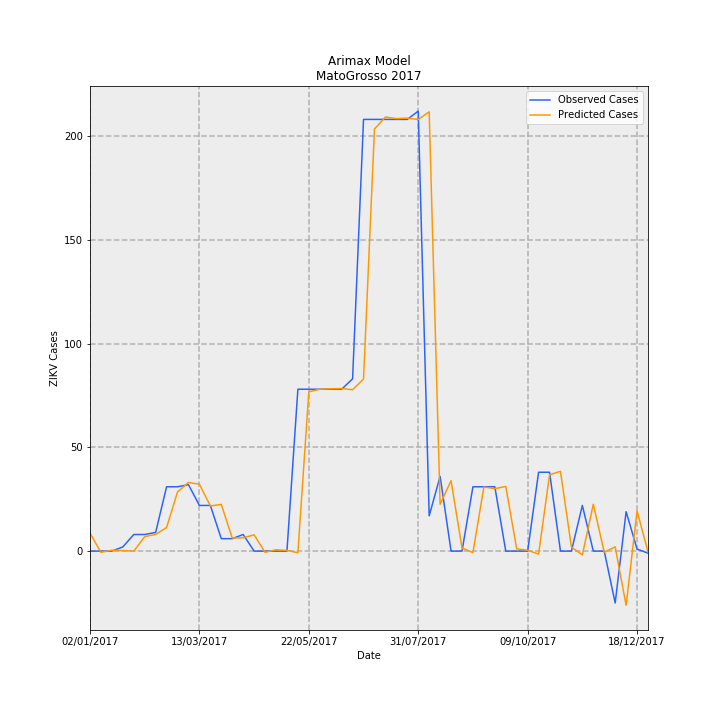 Arimax Model
MatoGrosso 2017
Observed Cases
Predicted Cases
200
150
100
50
0
ZIKV Cases
02/01/2017 13/03/2017 22/05/2017 31/07/2017 09/10/2017 18/12/2017
Date